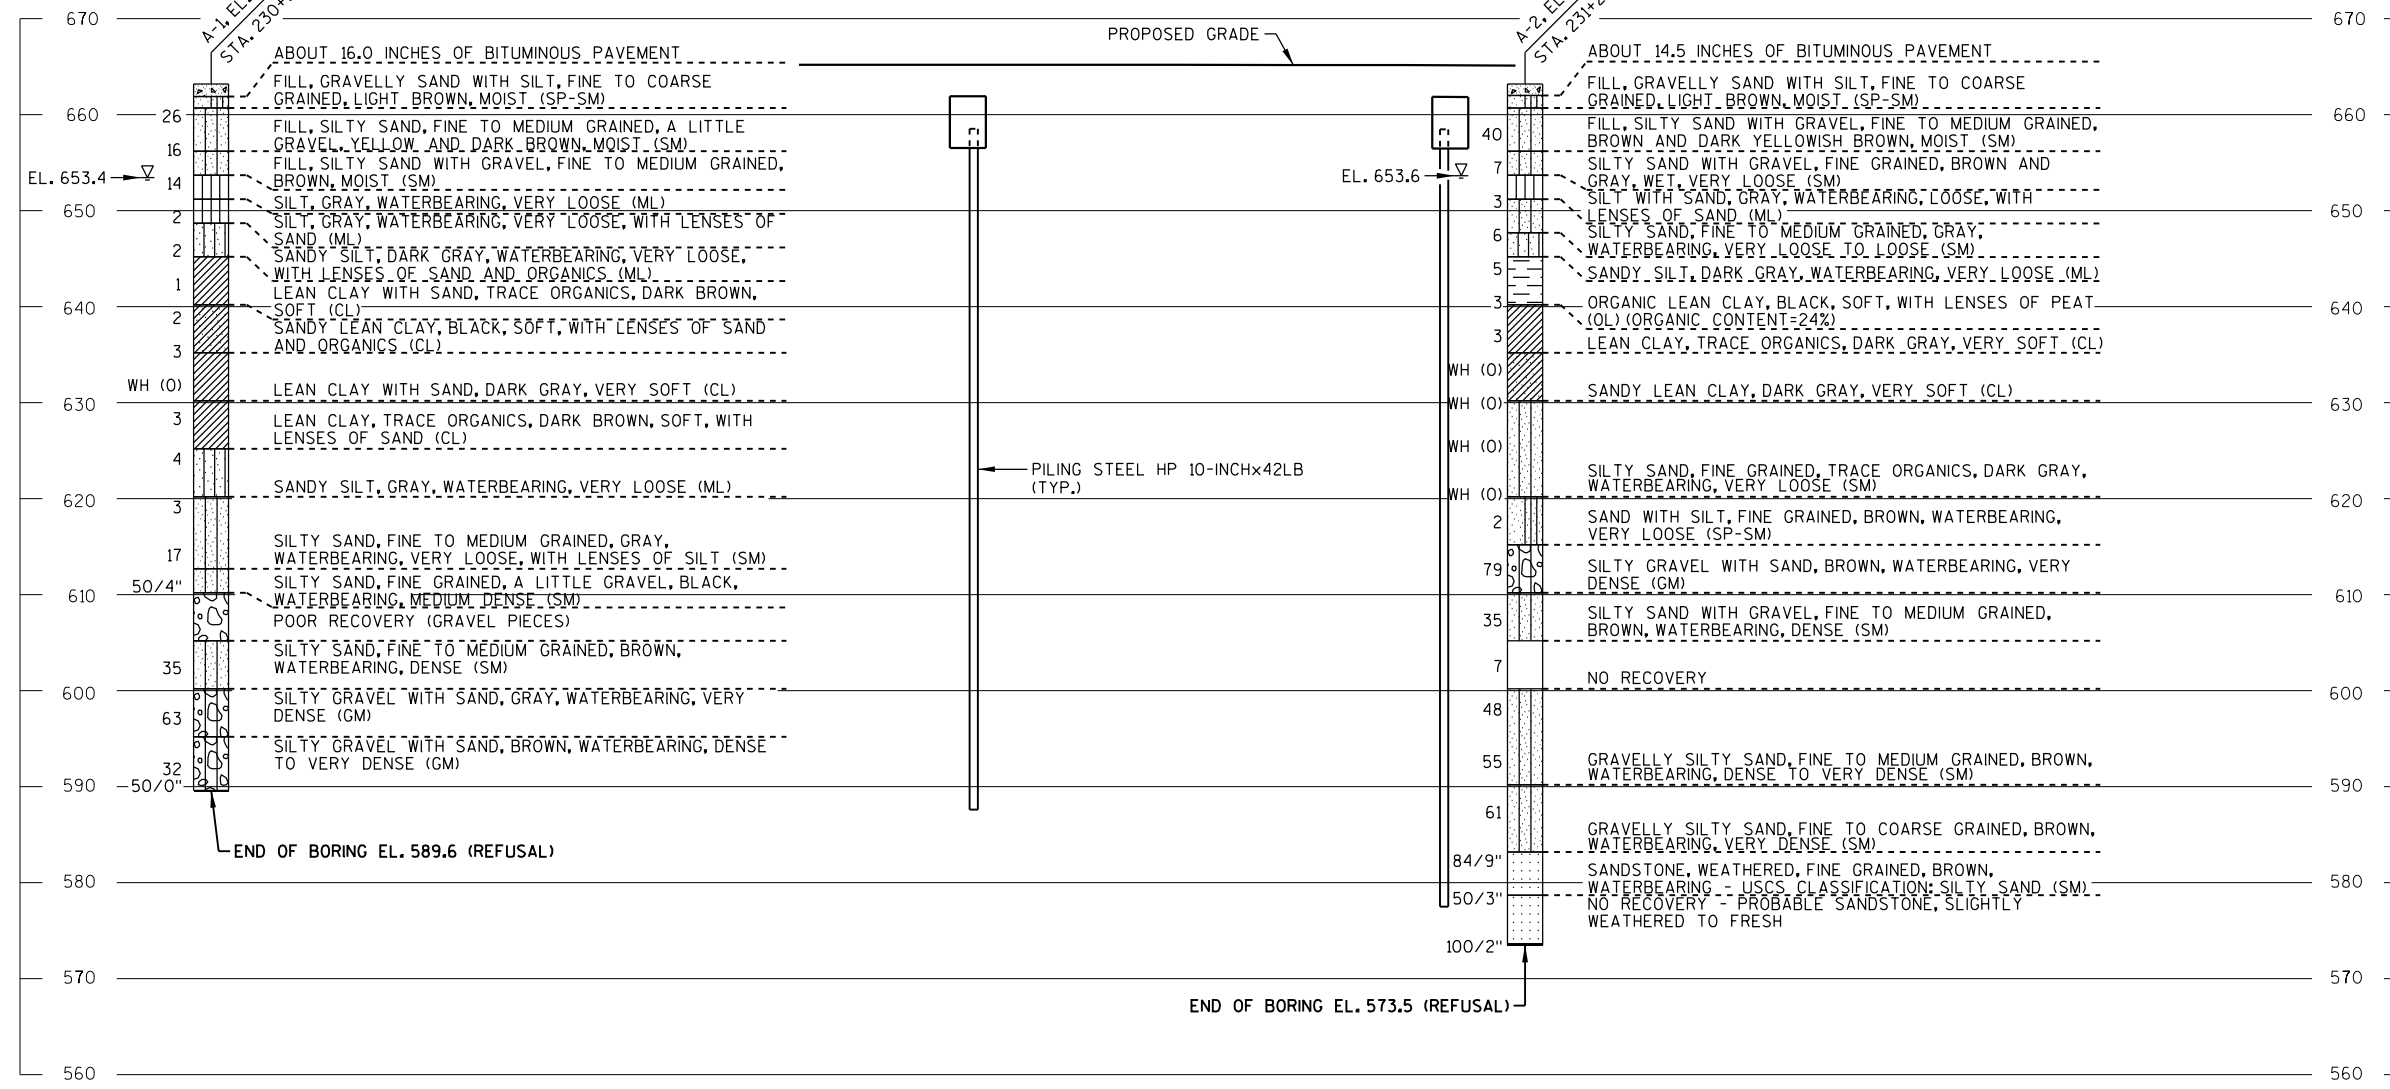 670
A-1, EL.
STA. 230+
ABOUT 16.0 INCHES OF BITUMINOUS PAVEMENT
FILL, GRAVELLY SAND WITH SILT, FINE TO COARSE
GRAINED, LIGHT BROWN, MOIST (SP-SM)
660
26
FILL, SILTY SAND, FINE TO MEDIUM GRAINED, A LITTLE
GRAVEL, YELLOW AND DARK BROWN, MOIST (SM)
16
FILL, SILTY SAND WITH GRAVEL, FINE TO MEDIUM GRAINED,
BROWN, MOIST (SM)
EL. 653.4
14
SILT, GRAY, WATERBEARING, VERY LOOSE (ML)
650
2
SILT, GRAY, WATERBEARING, VERY LOOSE, WITH LENSES OF
SAND (ML)
2
SANDY SILT, DARK GRAY, WATERBEARING, VERY LOOSE,
WITH LENSES OF SAND AND ORGANICS (ML)
1
LEAN CLAY WITH SAND, TRACE ORGANICS, DARK BROWN,
SOFT (CL)
640
2
SANDY LEAN CLAY, BLACK, SOFT, WITH LENSES OF SAND
AND ORGANICS (CL)
3
WH (0)
LEAN CLAY WITH SAND, DARK GRAY, VERY SOFT (CL)
630
3
LEAN CLAY, TRACE ORGANICS, DARK BROWN, SOFT, WITH
LENSES OF SAND (CL)
4
SANDY SILT, GRAY, WATERBEARING, VERY LOOSE (ML)
620
3
SILTY SAND, FINE TO MEDIUM GRAINED, GRAY,
WATERBEARING, VERY LOOSE, WITH LENSES OF SILT (SM)
17
50/4"
SILTY SAND, FINE GRAINED, A LITTLE GRAVEL, BLACK,
WATERBEARING, MEDIUM DENSE (SM)
610
POOR RECOVERY (GRAVEL PIECES)
SILTY SAND, FINE TO MEDIUM GRAINED, BROWN,
WATERBEARING, DENSE (SM)
35
600
SILTY GRAVEL WITH SAND, GRAY, WATERBEARING, VERY
DENSE (GM)
63
SILTY GRAVEL WITH SAND, BROWN, WATERBEARING, DENSE
TO VERY DENSE (GM)
32
590
50/0"
END OF BORING EL. 589.6 (REFUSAL)
580
570
560
PROPOSED GRADE
PILING STEEL HP 10-INCHx42LB
(TYP.)
A-2, EL
STA. 231+2
ABOUT 14.5 INCHES OF BITUMINOUS PAVEMENT
FILL, GRAVELLY SAND WITH SILT, FINE TO COARSE
GRAINED, LIGHT BROWN, MOIST (SP-SM)
40
FILL, SILTY SAND WITH GRAVEL, FINE TO MEDIUM GRAINED,
BROWN AND DARK YELLOWISH BROWN, MOIST (SM)
7
SILTY SAND WITH GRAVEL, FINE GRAINED, BROWN AND
GRAY, WET, VERY LOOSE (SM)
EL. 653.6
3
SILT WITH SAND, GRAY, WATERBEARING, LOOSE, WITH
LENSES OF SAND (ML)
6
SILTY SAND, FINE TO MEDIUM GRAINED, GRAY,
WATERBEARING, VERY LOOSE TO LOOSE (SM)
5
SANDY SILT, DARK GRAY, WATERBEARING, VERY LOOSE (ML)
3
ORGANIC LEAN CLAY, BLACK, SOFT, WITH LENSES OF PEAT
(OL) (ORGANIC CONTENT=24%)
3
LEAN CLAY, TRACE ORGANICS, DARK GRAY, VERY SOFT (CL)
WH (0)
SANDY LEAN CLAY, DARK GRAY, VERY SOFT (CL)
WH (0)
WH (0)
SILTY SAND, FINE GRAINED, TRACE ORGANICS, DARK GRAY,
WATERBEARING, VERY LOOSE (SM)
WH (0)
2
SAND WITH SILT, FINE GRAINED, BROWN, WATERBEARING,
VERY LOOSE (SP-SM)
79
SILTY GRAVEL WITH SAND, BROWN, WATERBEARING, VERY
DENSE (GM)
35
SILTY SAND WITH GRAVEL, FINE TO MEDIUM GRAINED,
BROWN, WATERBEARING, DENSE (SM)
7
NO RECOVERY
48
55
GRAVELLY SILTY SAND, FINE TO MEDIUM GRAINED, BROWN,
WATERBEARING, DENSE TO VERY DENSE (SM)
61
GRAVELLY SILTY SAND, FINE TO COARSE GRAINED, BROWN,
WATERBEARING, VERY DENSE (SM)
84/9"
SANDSTONE, WEATHERED, FINE GRAINED, BROWN,
WATERBEARING - USCS CLASSIFICATION: SILTY SAND (SM)
50/3"
NO RECOVERY - PROBABLE SANDSTONE, SLIGHTLY
WEATHERED TO FRESH
100/2"
END OF BORING EL. 573.5 (REFUSAL)
670
660
650
640
630
620
610
600
590
580
570
560